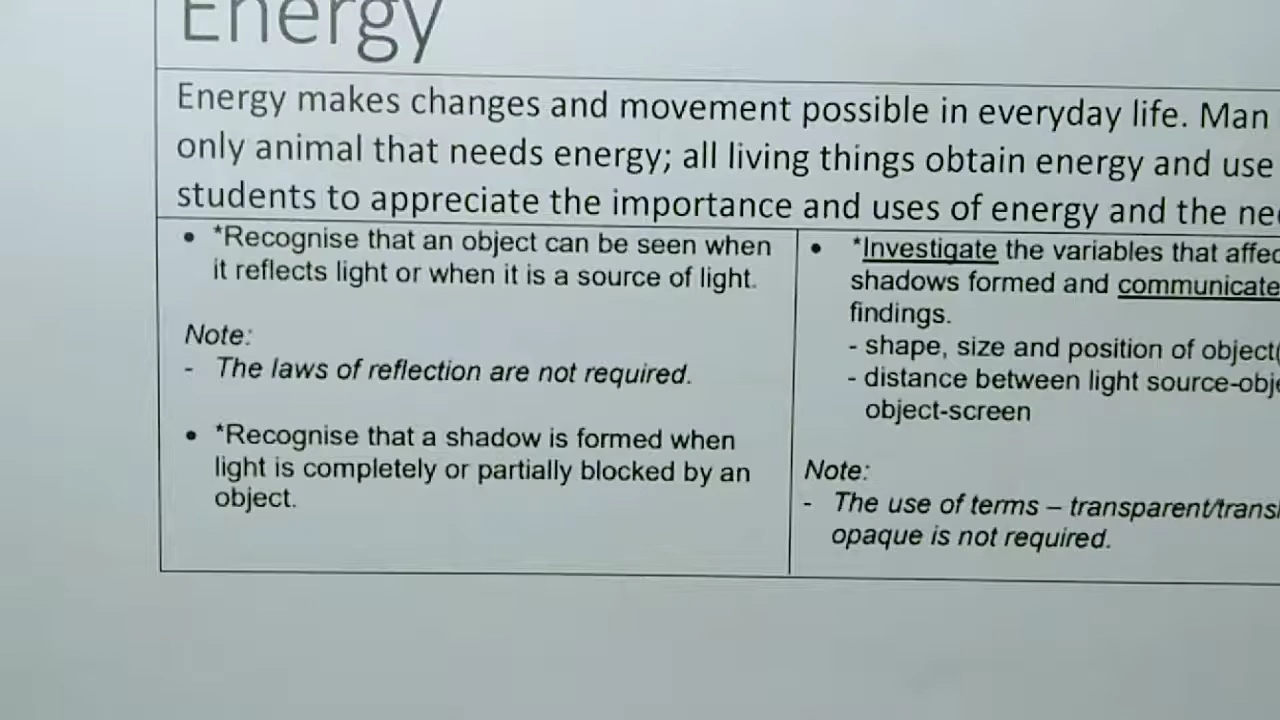 Energy
Energy makes changes and movement possible in everyday life. Man
only animal that needs energy; all living things obtain energy and use
students to appreciate the importance and uses of energy and the
• *Recognise that an object can be seen when
it reflects light or when it is a source of light.
Note:
- The laws of reflection are not required.
• *Recognise that a shadow is formed when
light is completely or partially blocked by an
object.
• *Investigate the variables that
shadows formed and communicate
findings.
- shape, size and position of
- distance between light
object-screen
Note:
- The use of terms –
opaque is not required.